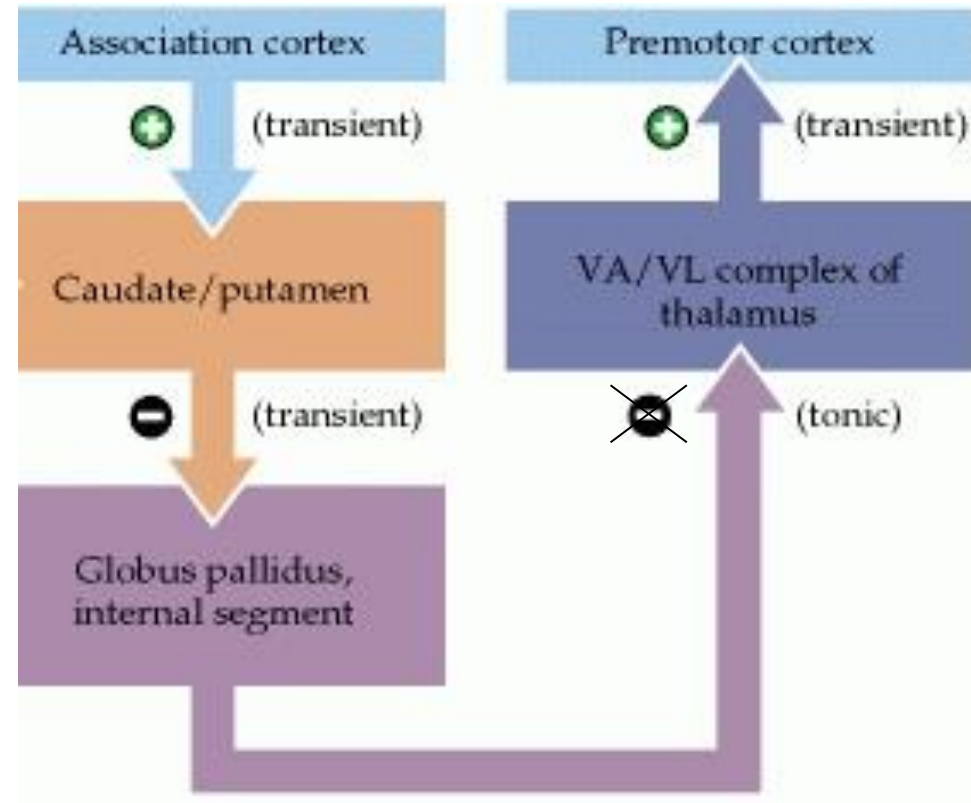 Association cortex
(transient)
Caudate/putamen
(transient)
Globus pallidus,
internal segment
Premotor cortex
(transient)
VA/VL complex of
thalamus
(tonic)